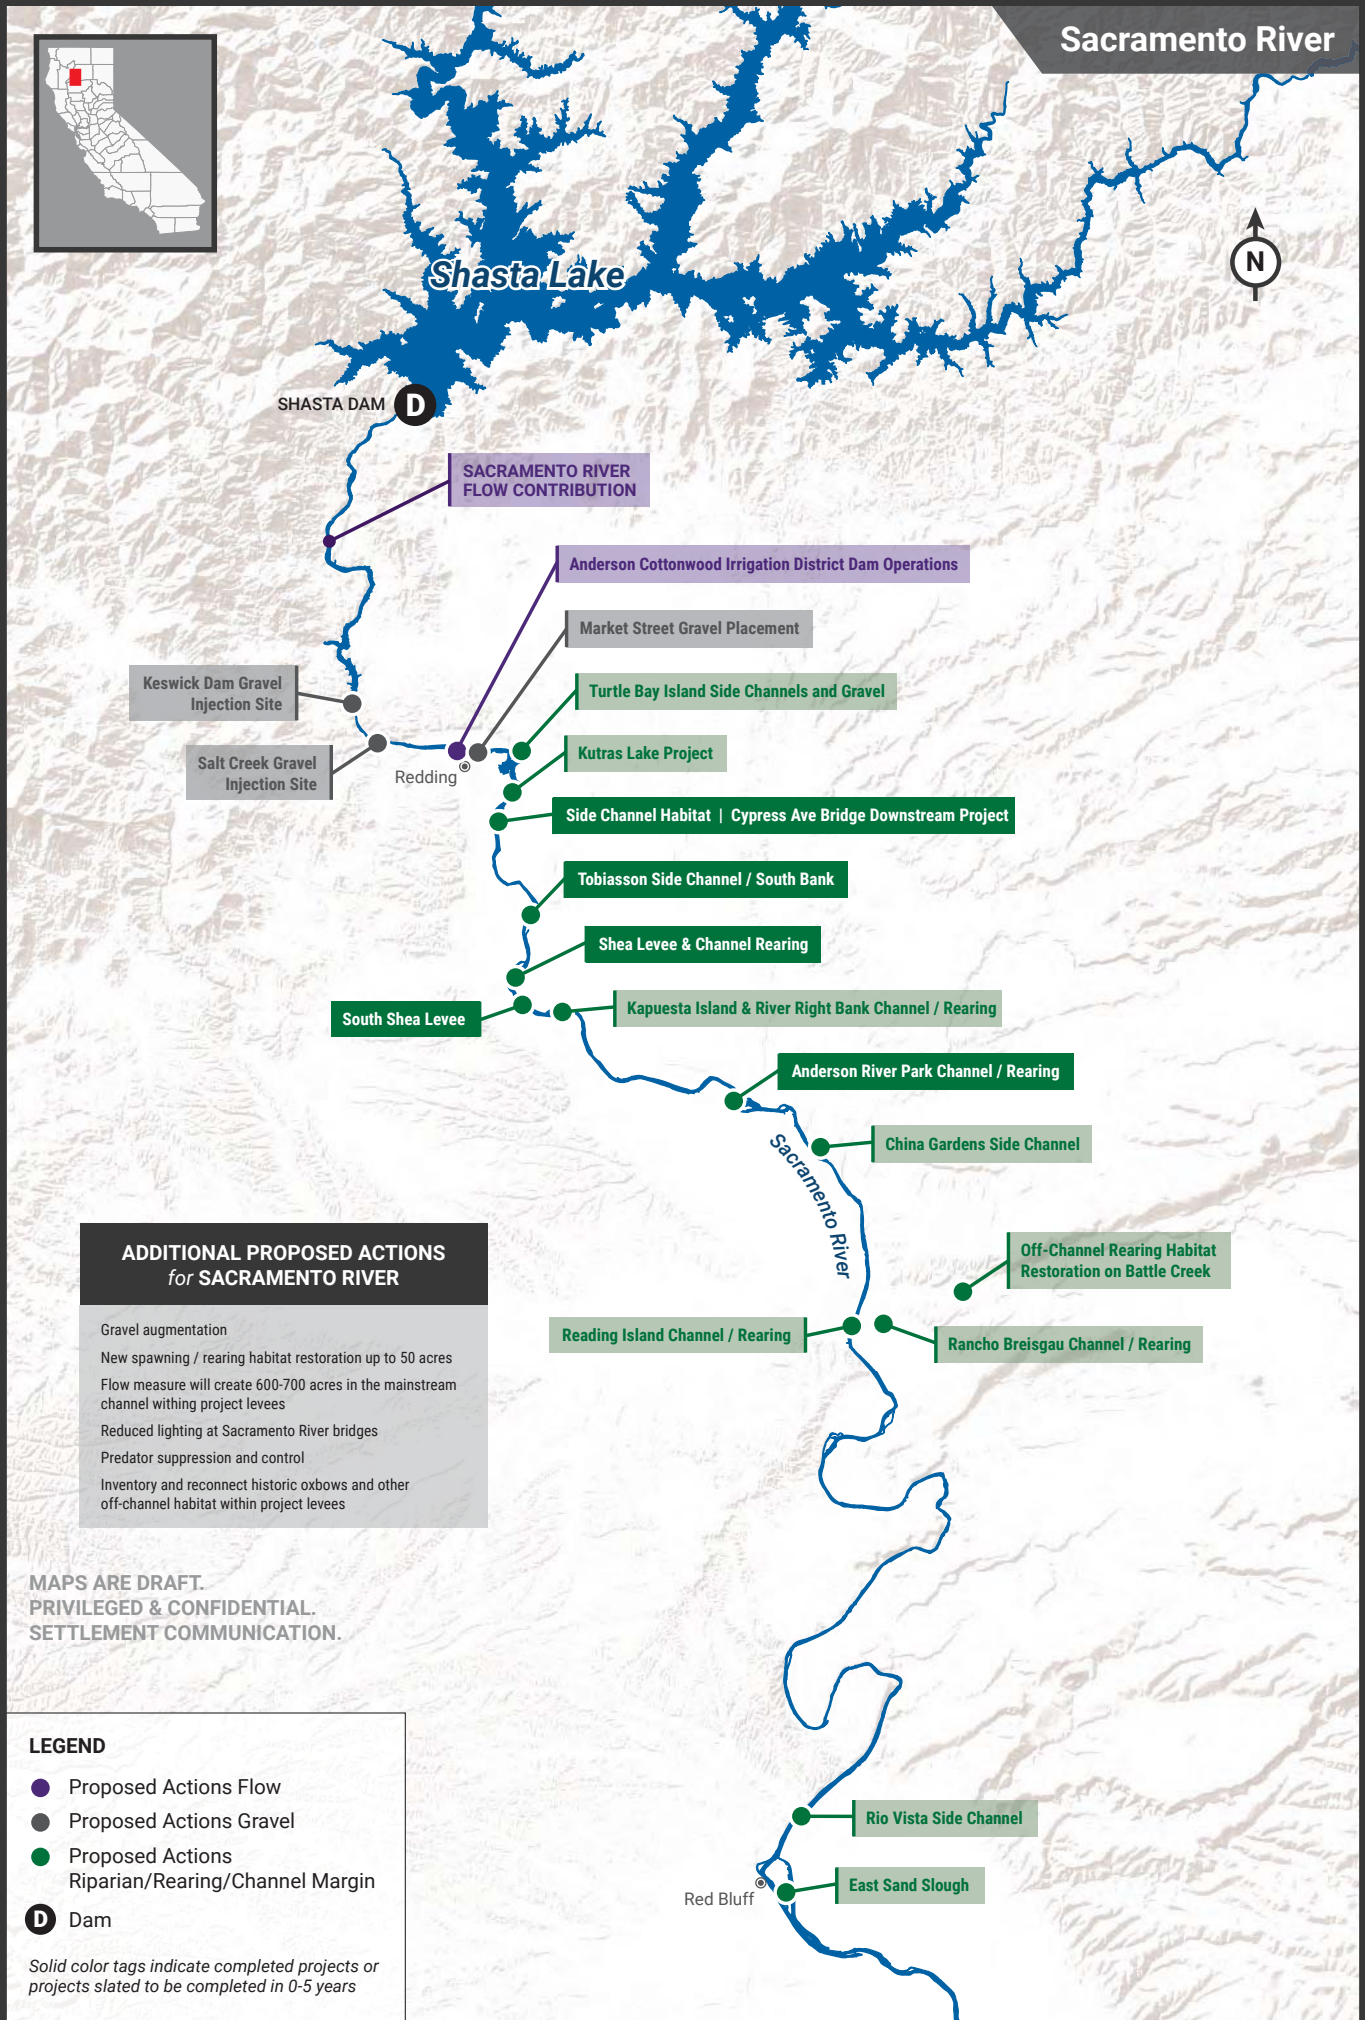 Sacramento River
N
Shasta Lake
SHASTA DAM
D
SACRAMENTO RIVER
FLOW CONTRIBUTION
Anderson Cottonwood Irrigation District Dam Operations
Market Street Gravel Placement
Keswick Dam Gravel
Injection Site
Turtle Bay Island Side Channels and Gravel
Salt Creek Gravel
Injection Site
Redding
Kutras Lake Project
Side Channel Habitat | Cypress Ave Bridge Downstream Project
Tobiasson Side Channel / South Bank
Shea Levee & Channel Rearing
South Shea Levee
Kapuesta Island & River Right Bank Channel / Rearing
Anderson River Park Channel / Rearing
China Gardens Side Channel
Sacramento River
Off-Channel Rearing Habitat
Restoration on Battle Creek
Reading Island Channel / Rearing
Rancho Breisgau Channel / Rearing
ADDITIONAL PROPOSED ACTIONS
for SACRAMENTO RIVER
Gravel augmentation
New spawning / rearing habitat restoration up to 50 acres
Flow measure will create 600-700 acres in the mainstream
channel withing project levees
Reduced lighting at Sacramento River bridges
Predator suppression and control
Inventory and reconnect historic oxbows and other
off-channel habitat within project levees
MAPS ARE DRAFT.
PRIVILEGED & CONFIDENTIAL.
SETTLEMENT COMMUNICATION.
Rio Vista Side Channel
Red Bluff
East Sand Slough
LEGEND
Proposed Actions Flow
Proposed Actions Gravel
Proposed Actions
Riparian/Rearing/Channel Margin
D Dam
Solid color tags indicate completed projects or
projects slated to be completed in 0-5 years